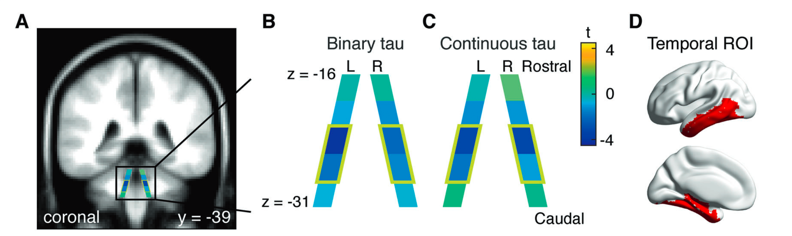 A
coronal
y = -39
B
Binary tau
L R
z = -16
z = -31
C
Continuous tau
L R Rostral
Caudal
t
4
0
-4
D
Temporal ROI